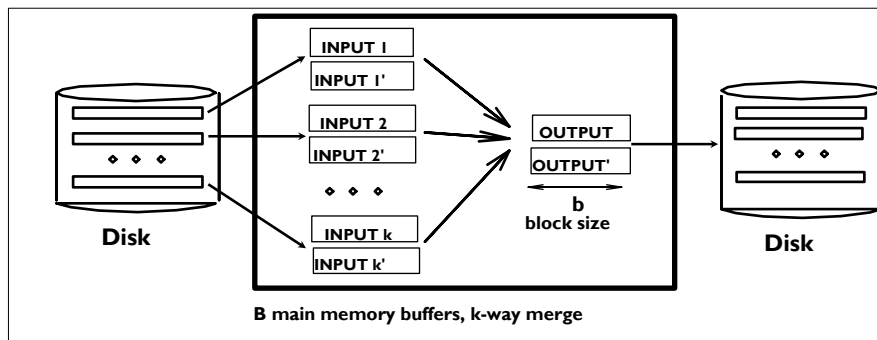 INPUT 1
INPUT 1'
INPUT 2
INPUT 2'
INPUT k
INPUT k'
OUTPUT
OUTPUT'
b
block size
Disk
Disk
B main memory buffers, k-way merge